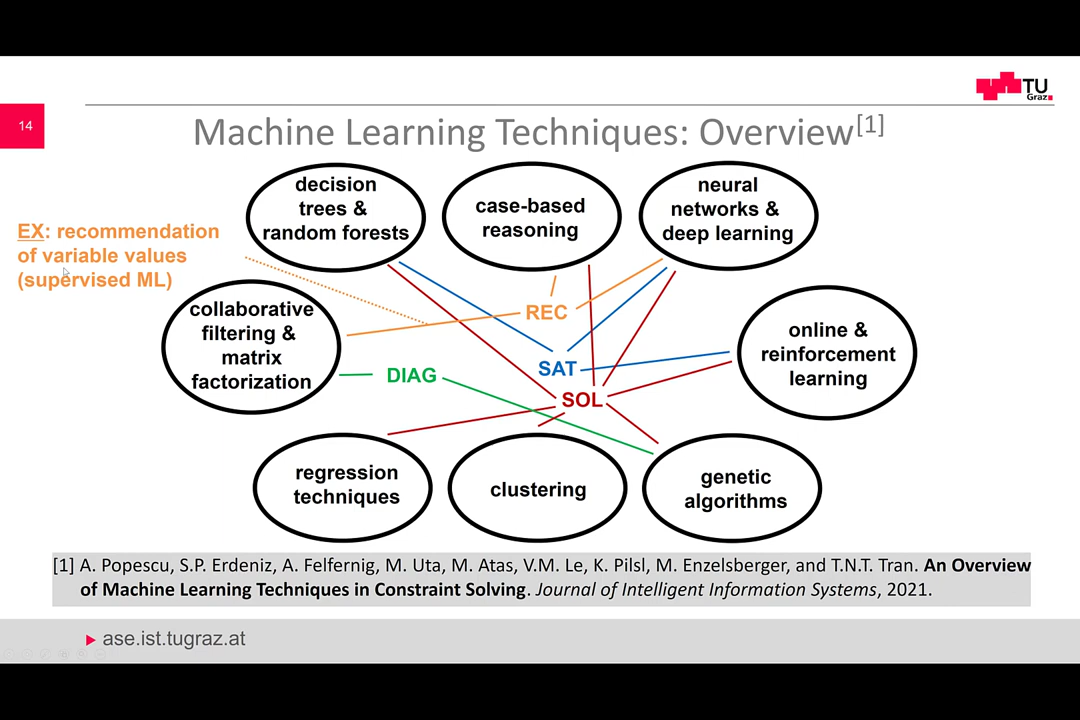 TU
Graz
14
Machine Learning Techniques: Overview[1]
decision
trees &
random forests
case-based
reasoning
neural
networks &
deep learning
EX: recommendation
of variable values
(supervised ML)
REC
collaborative
filtering &
matrix
factorization
online &
reinforcement
learning
SAT
DIAG
SOL
regression
techniques
clustering
genetic
algorithms
[1] A. Popescu, S.P. Erdeniz, A. Felfernig, M. Uta, M. Atas, V.M. Le, K. Pilsl, M. Enzelsberger, and T.N.T. Tran. An Overview
of Machine Learning Techniques in Constraint Solving. Journal of Intelligent Information Systems, 2021.
ase.ist.tugraz.at